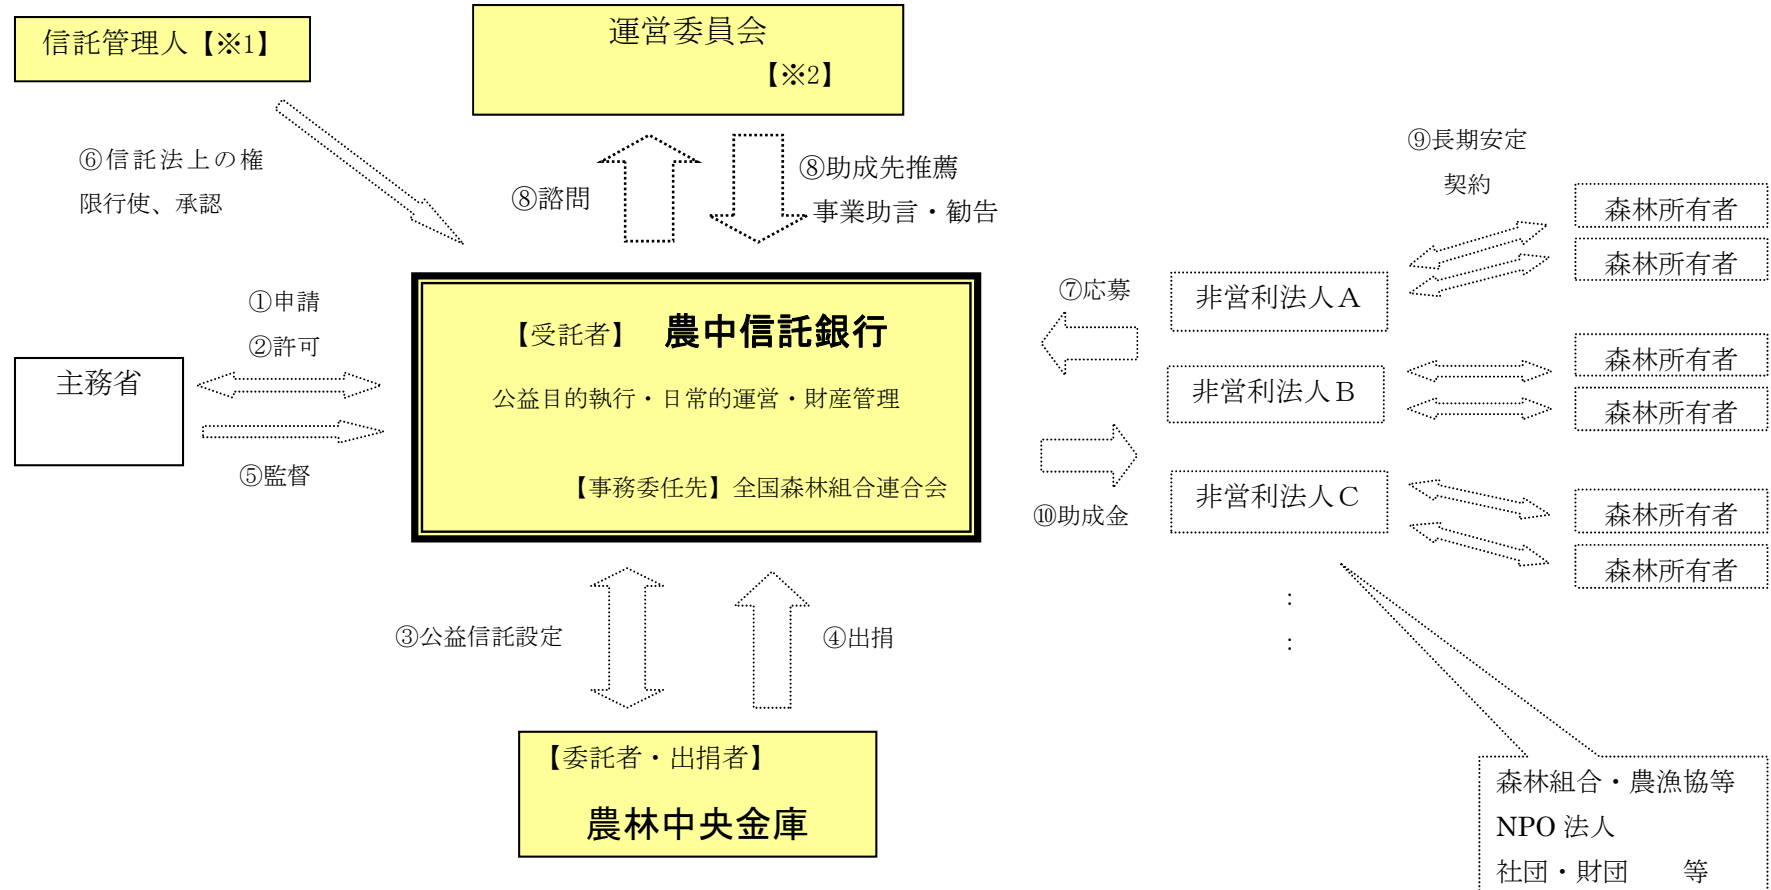 信託管理人【※1】
運営委員会
【※2】
⑥信託法上の権
限行使、承認
⑧諮問
⑧助成先推薦
事業助言・勧告
⑨長期安定
契約
森林所有者
森林所有者
①申請
②許可
主務省
⑤監督
【受託者】 農中信託銀行
公益目的執行・日常的運営・財産管理
【事務委任先】全国森林組合連合会
⑦応募
⑩助成金
非営利法人A
非営利法人B
非営利法人C
:
:
森林所有者
森林所有者
森林所有者
森林所有者
③公益信託設定
④出捐
【委託者・出捐者】
農林中央金庫
森林組合・農漁協等
NPO 法人
社団・財団 等